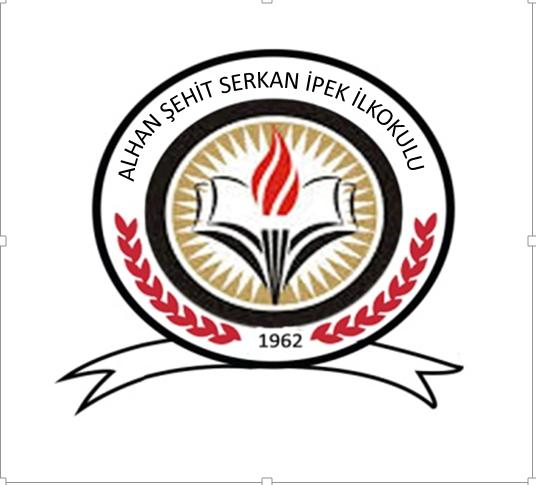 ALHAN ŞEHİT SERKAN İPEK İLKOKULU
1962